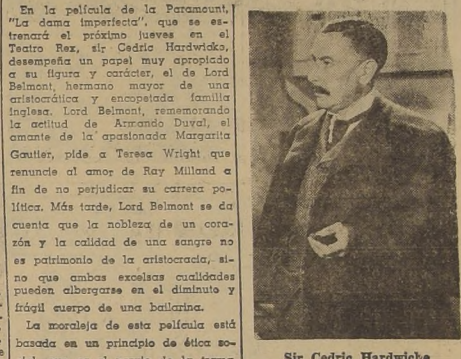 En la película de la Paramount,
"La dama imperfecta", que se es-
trenará el próximo jueves en el
Teatro Rex, sir Cedric Hardwicke,
desempeña un papel muy apropiado
a su figura y carácter, el de Lord
Belmont, hermano mayor de una
aristocrática y encopetada familia
inglesa. Lord Belmont, rememorando
la actitud de Armando Duval, el
amante de la apasionada Margarita
Gautier, pide a Teresa Wright que
renuncie al amor de Ray Milland a
fin de no perjudicar su carrera po-
lítica. Más tarde, Lord Belmont se da
cuenta que la nobleza de un cora-
zón y la calidad de una sangre no
es patrimonio de la aristocracia, si-
no que ambas excelsas cualidades
pueden albergarse en el diminuto y
frágil cuerpo de una bailarina.
La moraleja de esta película está
basada en un principio de ética so-
Sir Cedric Hardwicke